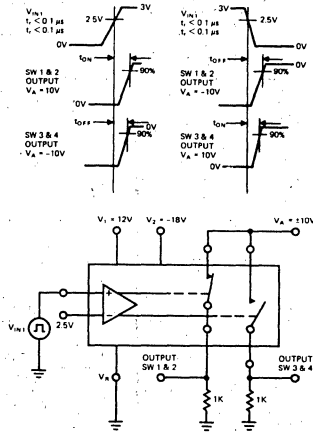 V_IN1
t_r < 0.1 µs
t_f < 0.1 µs
3V
2.5V
0V
t_ON
SW 1 & 2
OUTPUT
V_A = 10V
90%
0V
t_OFF
SW 3 & 4
OUTPUT
V_A = -10V
0V
90%
V_IN1
t_r < 0.1 µs
t_f < 0.1 µs
3V
2.5V
0V
t_OFF
SW 1 & 2
OUTPUT
V_A = -10V
0V
90%
t_ON
SW 3 & 4
OUTPUT
V_A = 10V
90%
0V
V_1 = 12V
V_2 = -18V
V_A = ±10V
V_IN1
2.5V
+
−
V_R
OUTPUT
SW 1 & 2
OUTPUT
SW 3 & 4
1K
1K